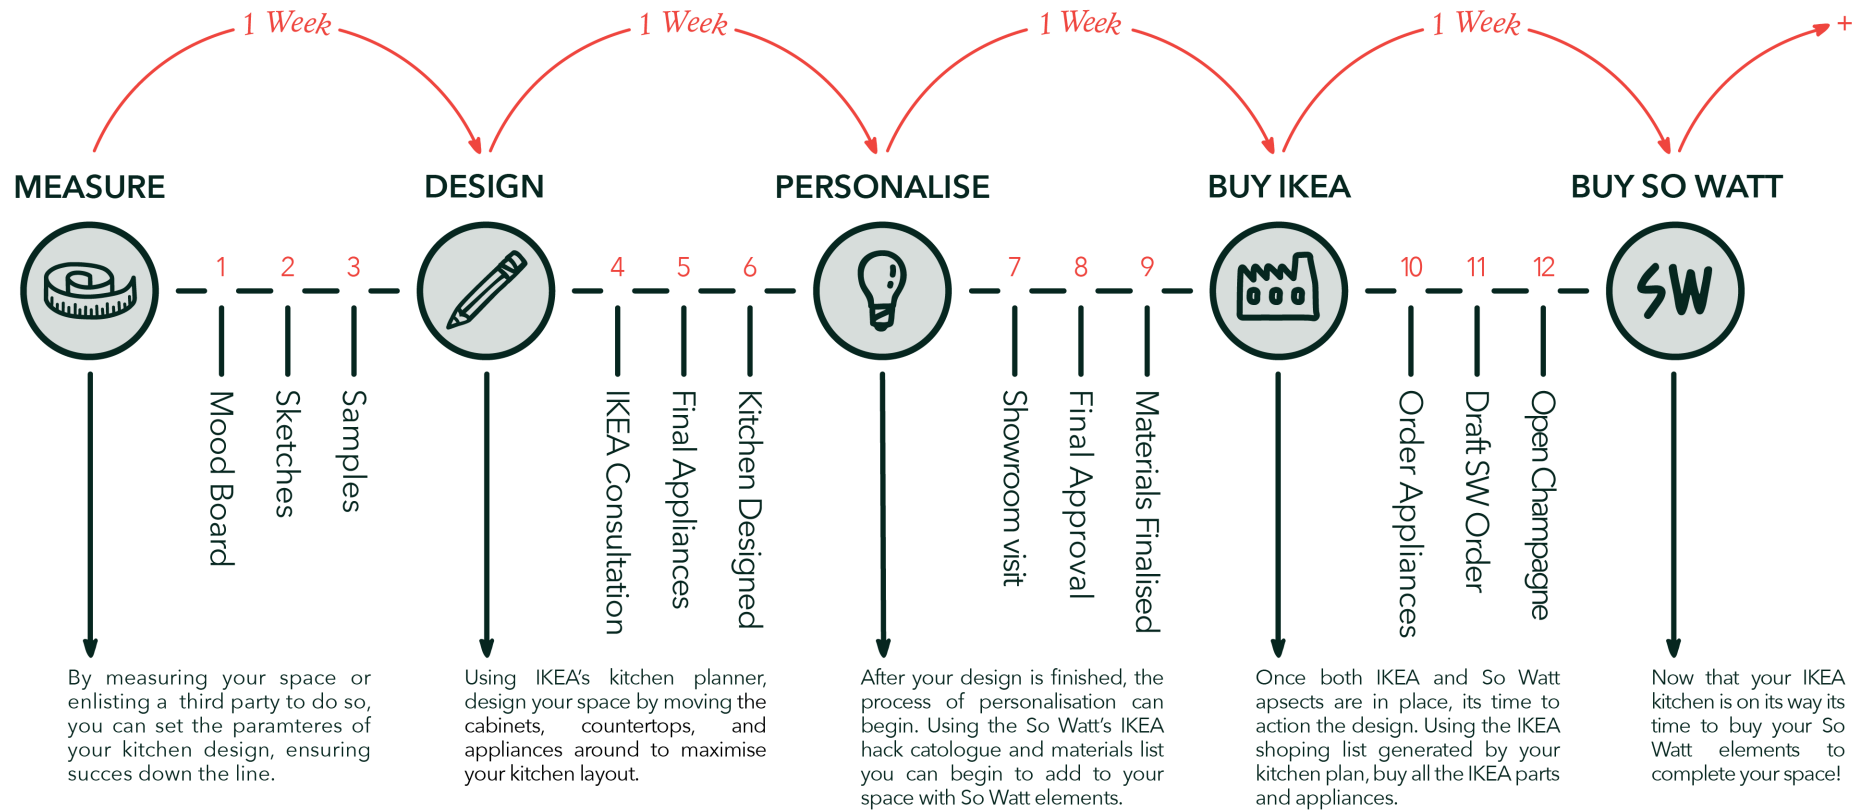 1 Week
1 Week
1 Week
1 Week
+
MEASURE
DESIGN
PERSONALISE
BUY IKEA
BUY SO WATT
1
2
3
4
5
6
7
8
9
10
11
12
SW
Mood Board
Sketches
Samples
IKEA Consultation
Final Appliances
Kitchen Designed
Showroom visit
Final Approval
Materials Finalised
Order Appliances
Draft SW Order
Open Champagne
By measuring your space or
enlisting a third party to do so,
you can set the paramteres of
your kitchen design, ensuring
succes down the line.
Using IKEA's kitchen planner,
design your space by moving the
cabinets, countertops, and
appliances around to maximise
your kitchen layout.
After your design is finished, the
process of personalisation can
begin. Using the So Watt's IKEA
hack catologue and materials list
you can begin to add to your
space with So Watt elements.
Once both IKEA and So Watt
apsects are in place, its time to
action the design. Using the IKEA
shoping list generated by your
kitchen plan, buy all the IKEA parts
and appliances.
Now that your IKEA
kitchen is on its way its
time to buy your So
Watt elements to
complete your space!